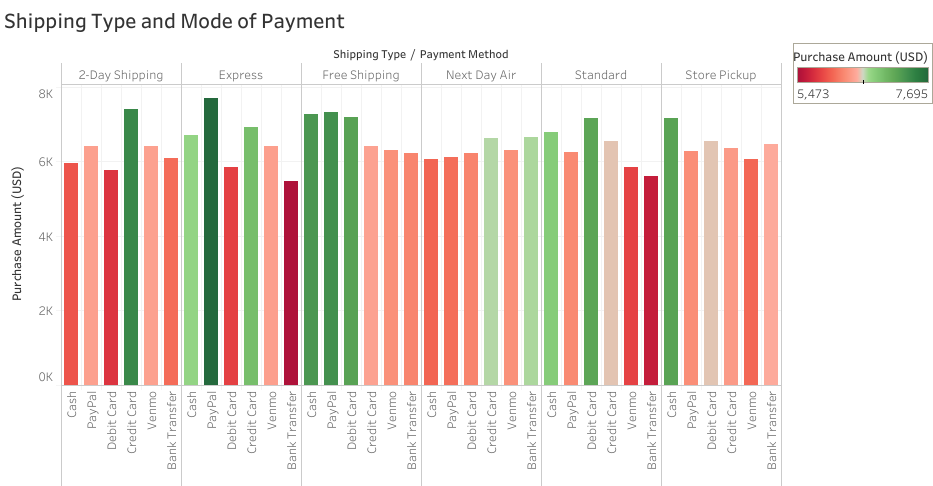 Shipping Type and Mode of Payment
Shipping Type / Payment Method
2-Day Shipping Express Free Shipping Next Day Air Standard Store Pickup
Purchase Amount (USD)
5,473 7,695
Purchase Amount (USD)
8K
6K
4K
2K
0K
Cash PayPal Debit Card Credit Card Venmo Bank Transfer Cash PayPal Debit Card Credit Card Venmo Bank Transfer Cash PayPal Debit Card Credit Card Venmo Bank Transfer Cash PayPal Debit Card Credit Card Venmo Bank Transfer Cash PayPal Debit Card Credit Card Venmo Bank Transfer Cash PayPal Debit Card Credit Card Venmo Bank Transfer